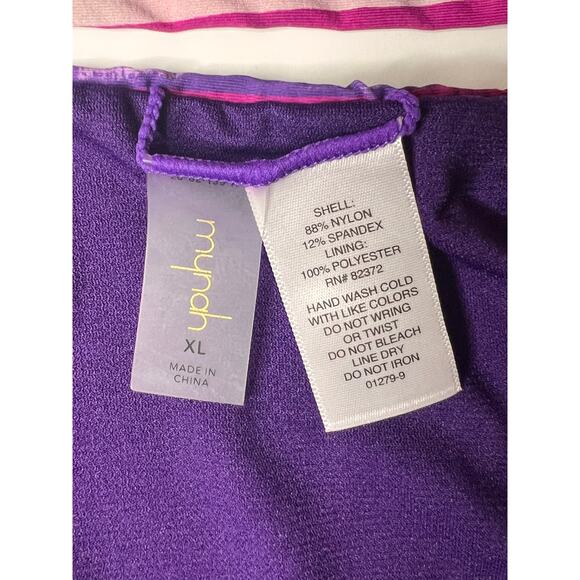 mynah
XL
MADE IN
CHINA
SHELL:
88% NYLON
12% SPANDEX
LINING:
100% POLYESTER
RN# 82372
HAND WASH COLD
WITH LIKE COLORS
DO NOT WRING
OR TWIST
DO NOT BLEACH
LINE DRY
DO NOT IRON
01279-9